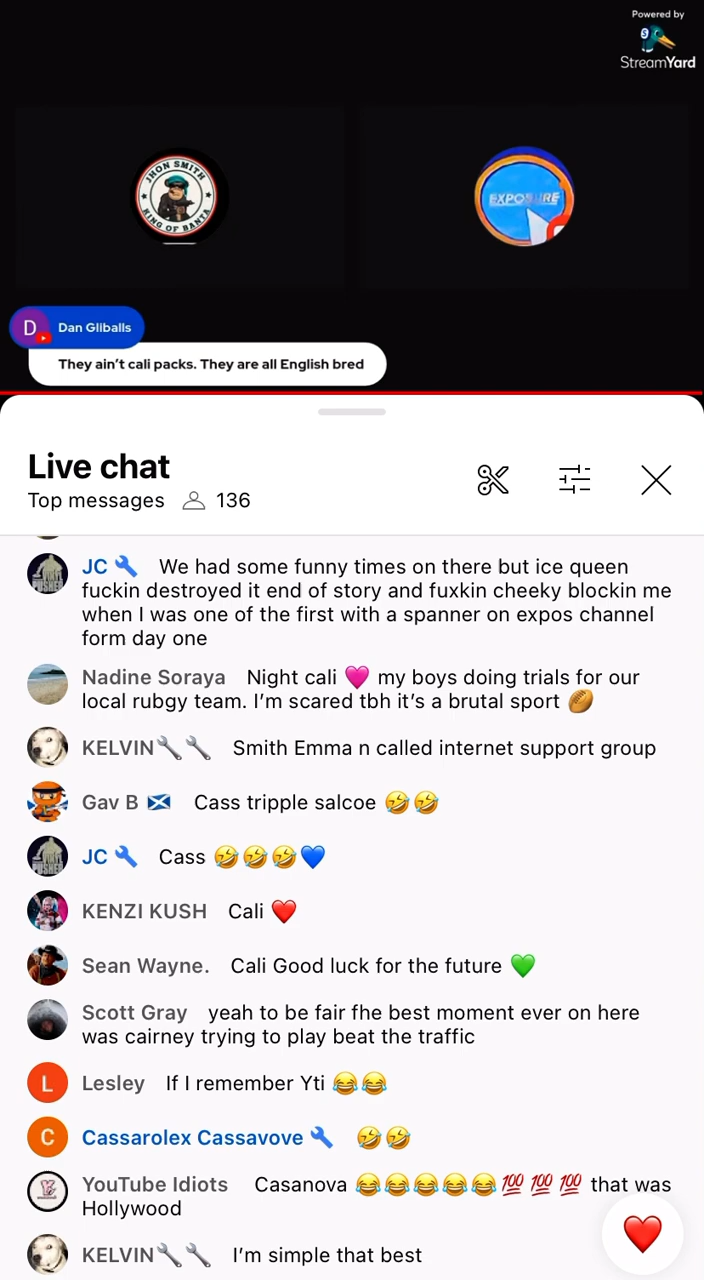 Powered by
StreamYard
JHON SMITH
KING OF BANTA
EXPOSURE
D
Dan Gliballs
They ain't cali packs. They are all English bred
Live chat
Top messages 136
JC 🔧 We had some funny times on there but ice queen
fuckin destroyed it end of story and fuxkin cheeky blockin me
when I was one of the first with a spanner on expos channel
form day one
Nadine Soraya Night cali 🩷 my boys doing trials for our
local rubgy team. I'm scared tbh it's a brutal sport 🏉
KELVIN🔧🔧 Smith Emma n called internet support group
Gav B 🏴󠁧󠁢󠁳󠁣󠁴󠁿 Cass tripple salcoe 🤣🤣
JC 🔧 Cass 🤣🤣🤣💙
KENZI KUSH Cali ❤️
Sean Wayne. Cali Good luck for the future 💚
Scott Gray yeah to be fair fhe best moment ever on here
was cairney trying to play beat the traffic
L
Lesley If I remember Yti 😂😂
C
Cassarolex Cassavove 🔧 🤣🤣
YouTube Idiots Casanova 😂😂😂😂😂💯💯💯 that was
Hollywood
KELVIN🔧🔧 I'm simple that best